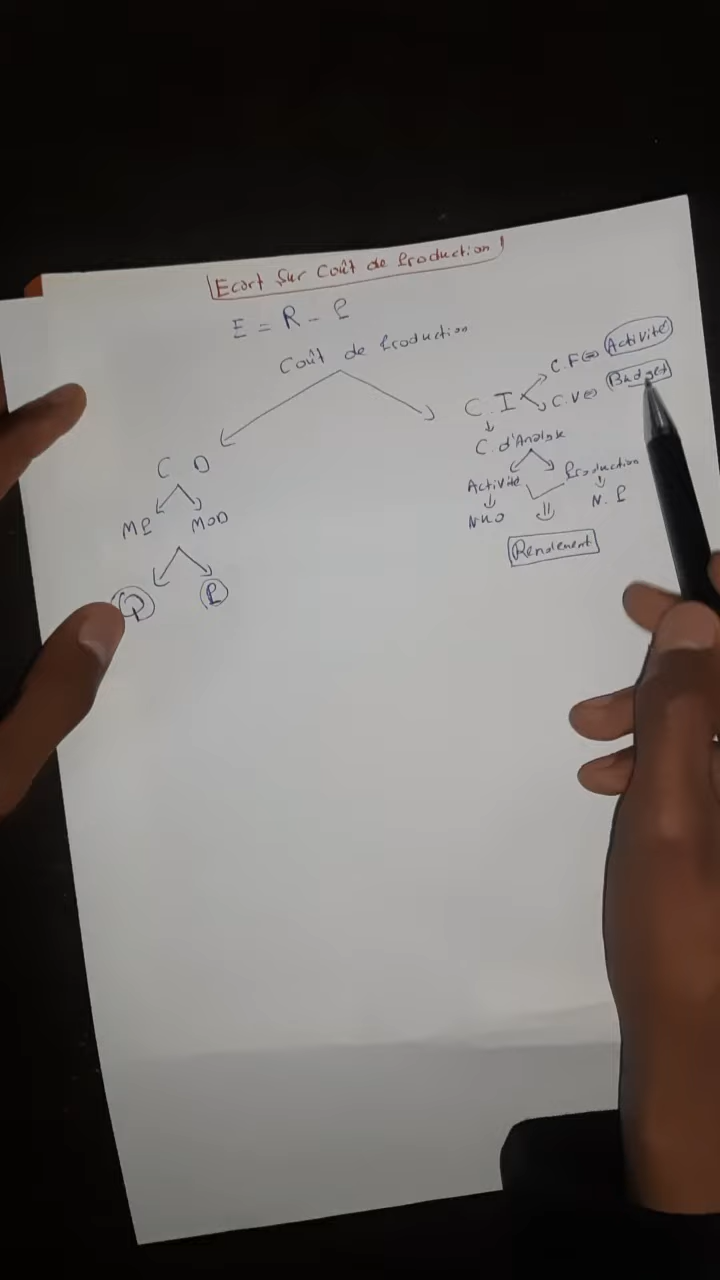 Ecart Sur Coût de Production
E = R - P
Coût de Production
C.I
C.F ⇔ Activité
C.V ⇔ Budget
C. d'Analyse
Activité Production
NUO N.P
Rendement
C D
MP MOD
Q P